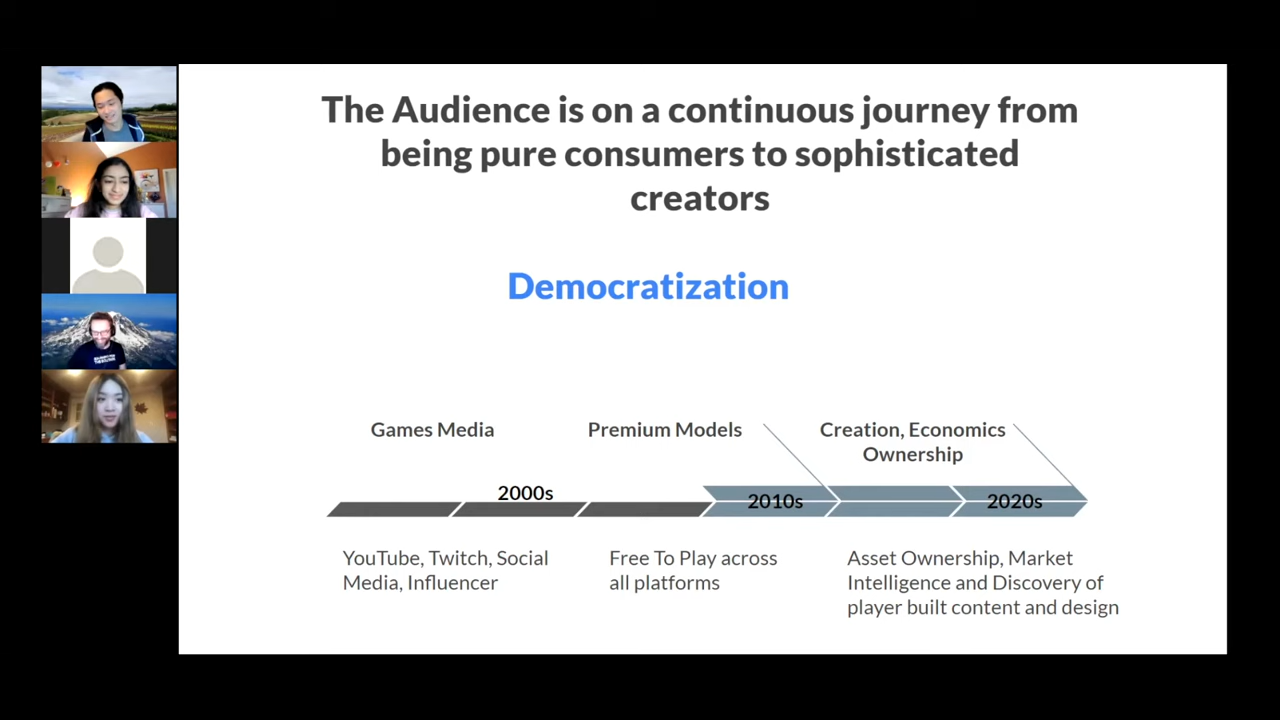 The Audience is on a continuous journey from
being pure consumers to sophisticated
creators
Democratization
Games Media
Premium Models
Creation, Economics
Ownership
2000s
2010s
2020s
YouTube, Twitch, Social
Media, Influencer
Free To Play across
all platforms
Asset Ownership, Market
Intelligence and Discovery of
player built content and design